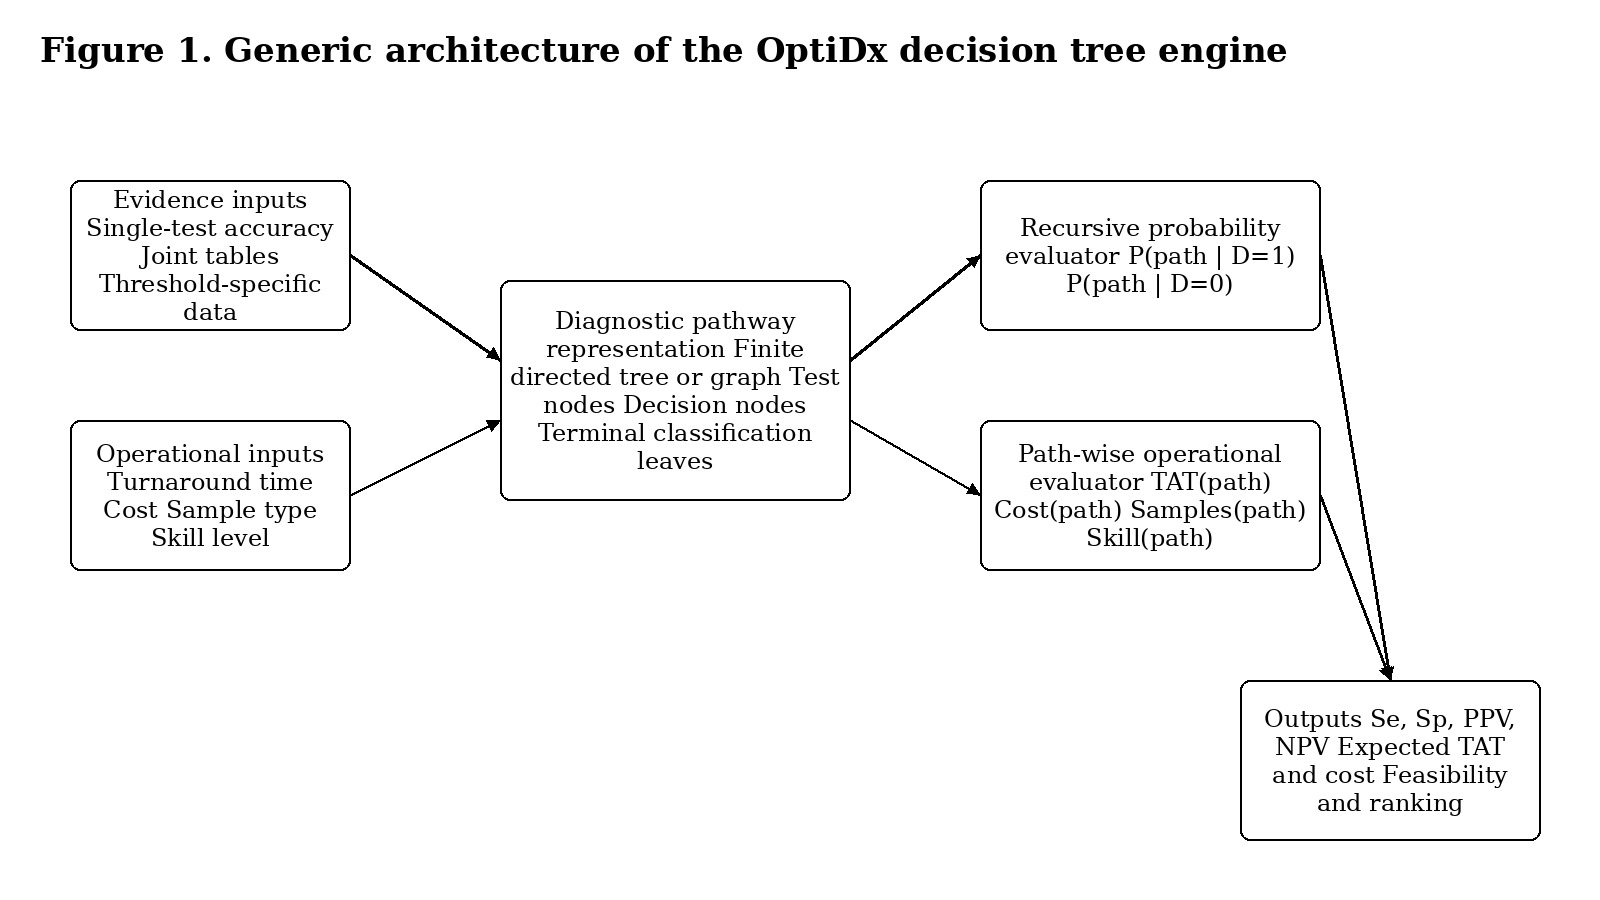 Figure 1. Generic architecture of the OptiDx decision tree engine
Evidence inputs
Single-test accuracy
Joint tables
Threshold-specific
data
Operational inputs
Turnaround time
Cost Sample type
Skill level
Diagnostic pathway
representation Finite
directed tree or graph Test
nodes Decision nodes
Terminal classification
leaves
Recursive probability
evaluator P(path | D=1)
P(path | D=0)
Path-wise operational
evaluator TAT(path)
Cost(path) Samples(path)
Skill(path)
Outputs Se, Sp, PPV,
NPV Expected TAT
and cost Feasibility
and ranking